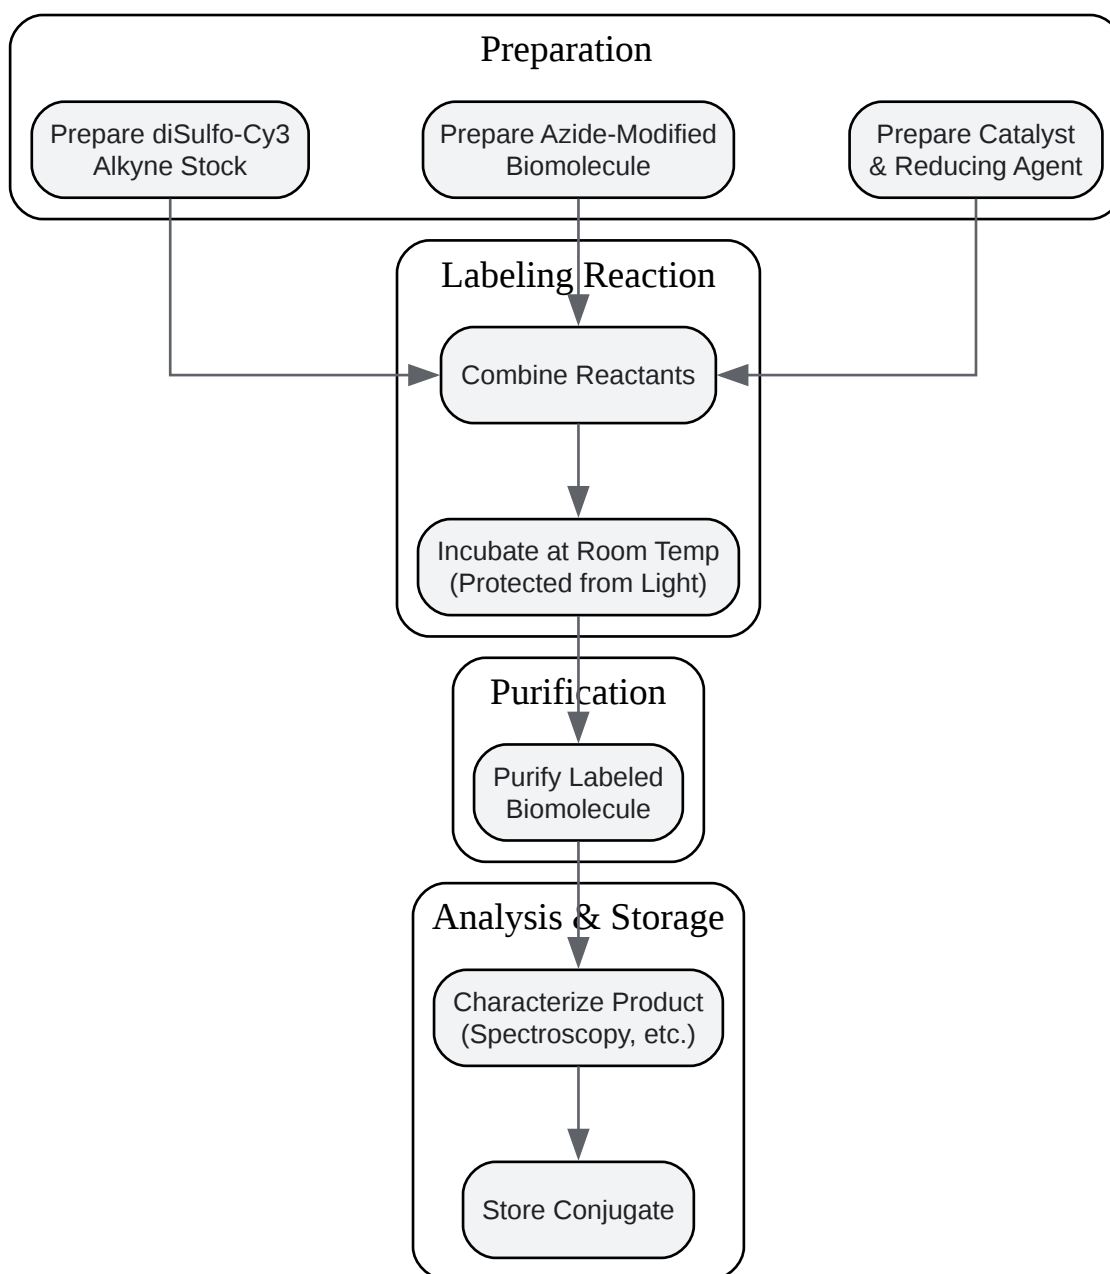 Preparation
Prepare diSulfo-Cy3
Alkyne Stock
Prepare Azide-Modified
Biomolecule
Prepare Catalyst
& Reducing Agent
Labeling Reaction
Combine Reactants
Incubate at Room Temp
(Protected from Light)
Purification
Purify Labeled
Biomolecule
Analysis & Storage
Characterize Product
(Spectroscopy, etc.)
Store Conjugate